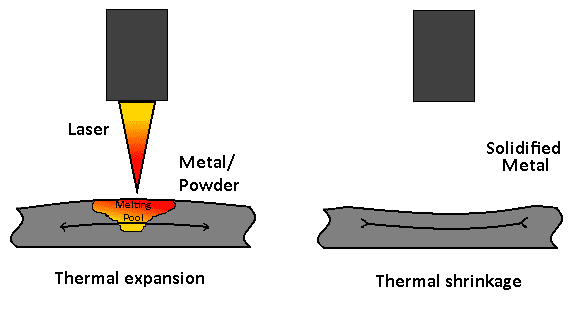 Laser
Metal/
Powder
Melting
Pool
Thermal expansion
Solidified
Metal
Thermal shrinkage